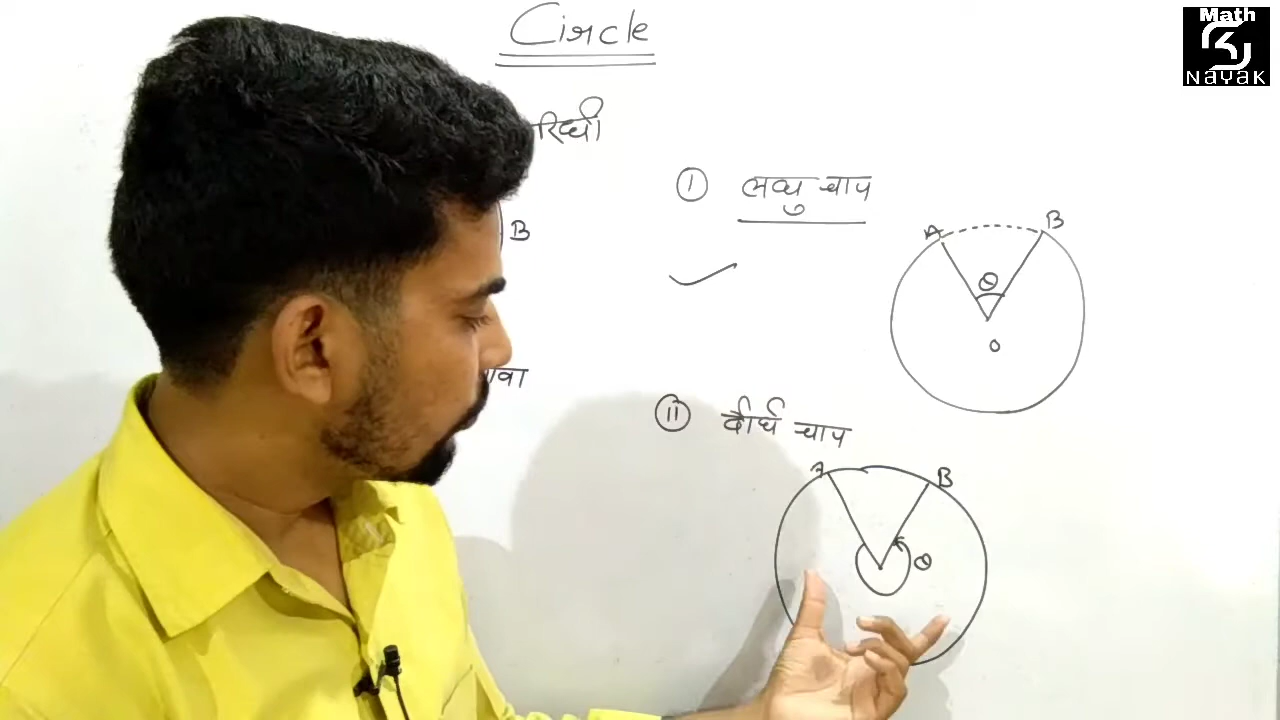 Circle
Math
NAYAK
रिध्घी
B
I लघु चाप
A B
θ
O
II दीर्घ चाप
A B
θ